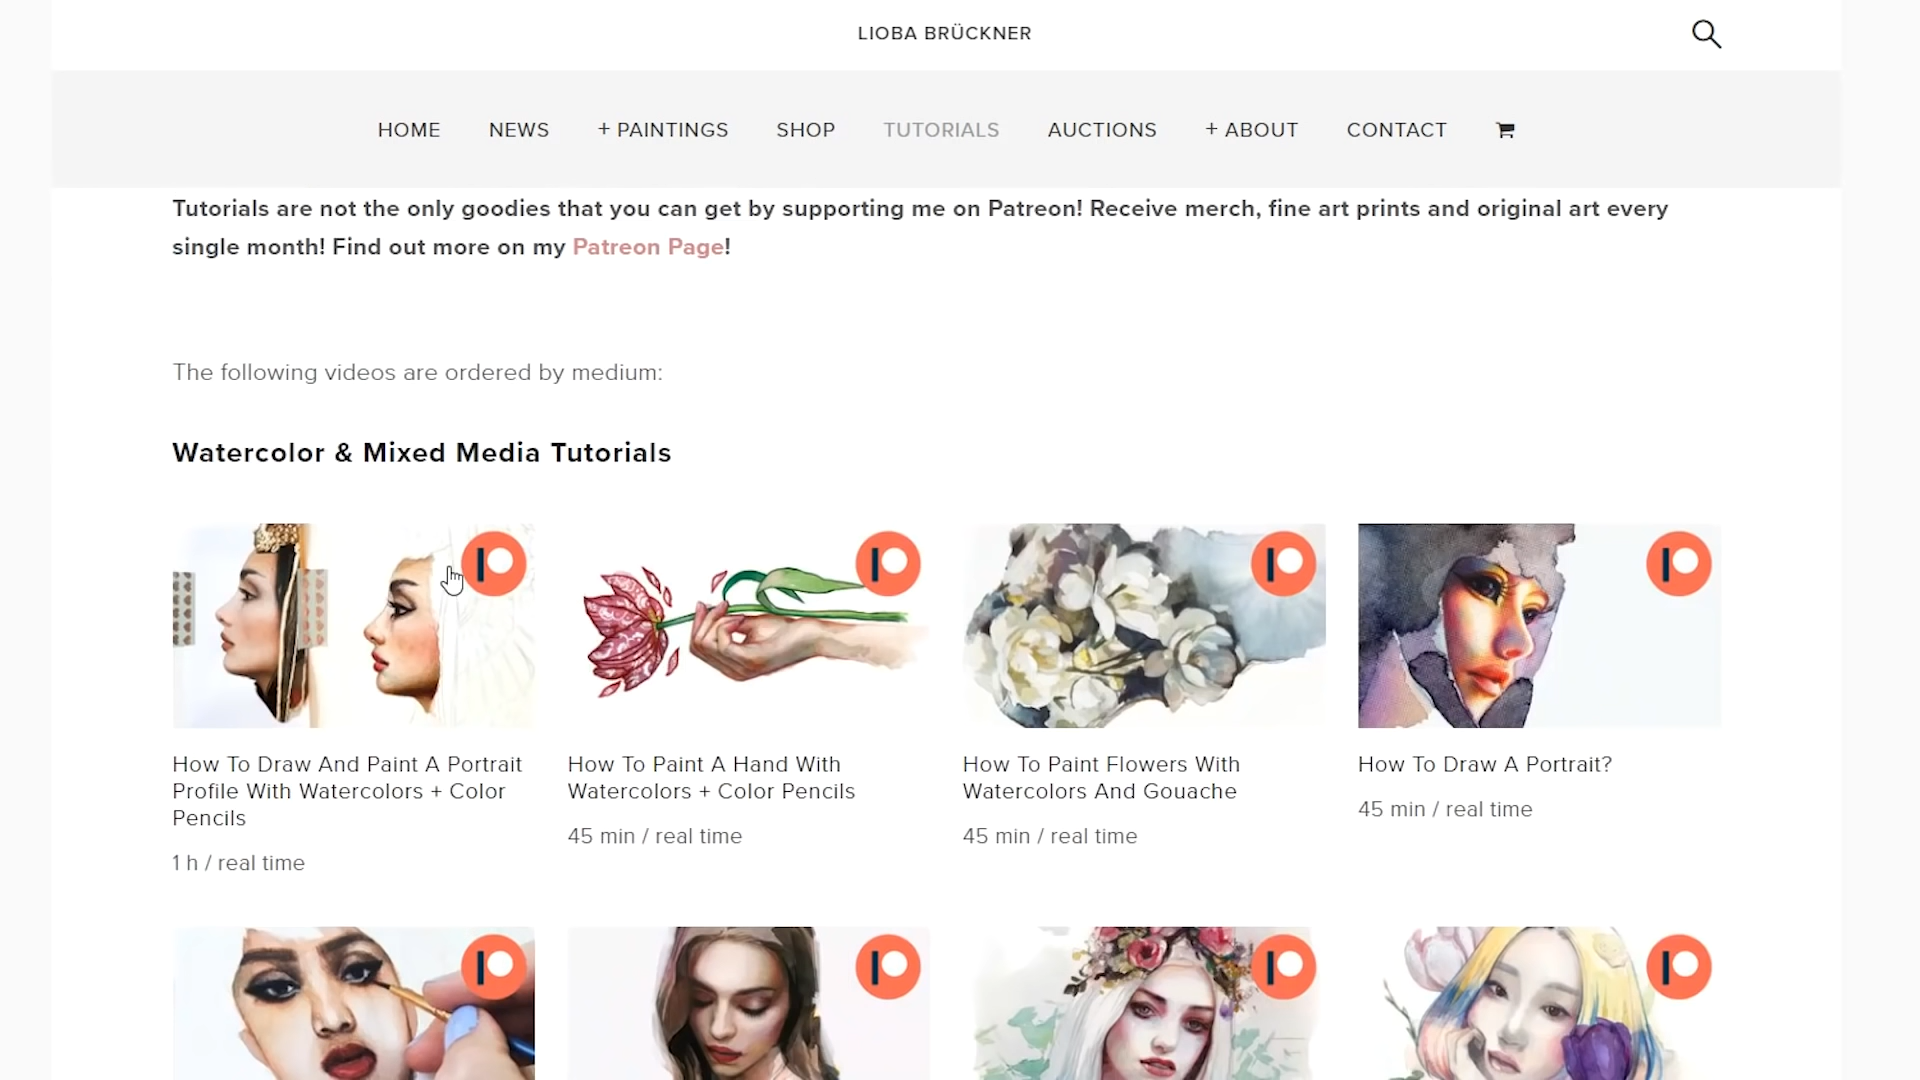 LIOBA BRÜCKNER
HOME NEWS + PAINTINGS SHOP TUTORIALS AUCTIONS + ABOUT CONTACT
Tutorials are not the only goodies that you can get by supporting me on Patreon! Receive merch, fine art prints and original art every
single month! Find out more on my Patreon Page!
The following videos are ordered by medium:
Watercolor & Mixed Media Tutorials
How To Draw And Paint A Portrait
Profile With Watercolors + Color
Pencils
1 h / real time
How To Paint A Hand With
Watercolors + Color Pencils
45 min / real time
How To Paint Flowers With
Watercolors And Gouache
45 min / real time
How To Draw A Portrait?
45 min / real time